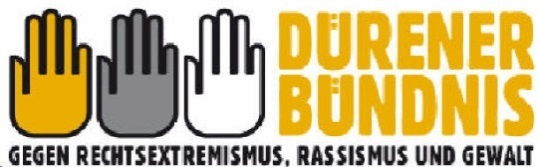 DÜRENER
BÜNDNIS
GEGEN RECHTSEXTREMISMUS, RASSISMUS UND GEWALT